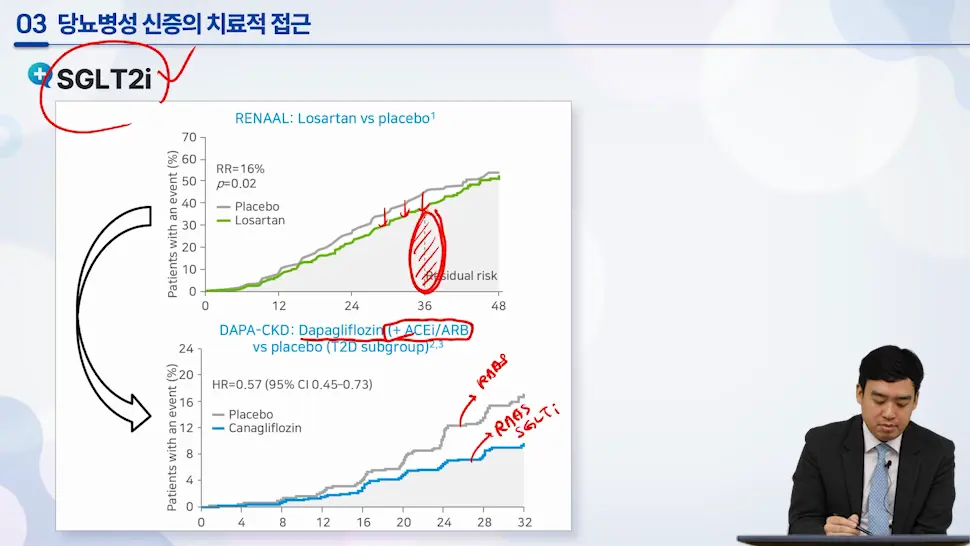 03 당뇨병성 신증의 치료적 접근
SGLT2i
RENAAL: Losartan vs placebo¹
Patients with an event (%)
70
60
50
40
30
20
10
0
RR=16%
p=0.02
Placebo
Losartan
Residual risk
0 12 24 36 48
DAPA-CKD: Dapagliflozin (+ ACEi/ARB)
vs placebo (T2D subgroup)²,³
Patients with an event (%)
24
20
16
12
8
4
0
HR=0.57 (95% CI 0.45–0.73)
Placebo
Canagliflozin
RAAS
RAAS
SGLTi
0 4 8 12 16 20 24 28 32